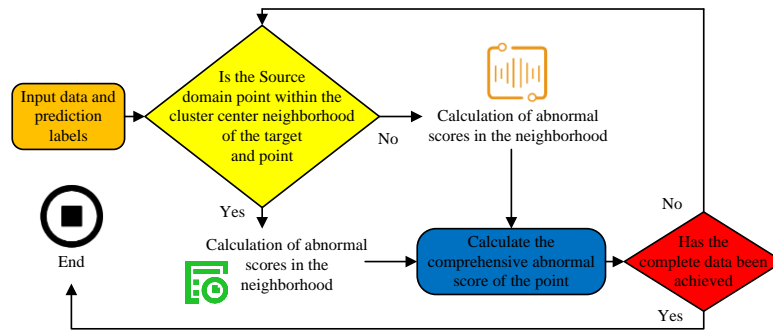 Input data and
prediction
labels
Is the Source
domain point within the
cluster center neighborhood
of the target
and point
No
Calculation of abnormal
scores in the neighborhood
Yes
Calculation of abnormal
scores in the
neighborhood
Calculate the
comprehensive abnormal
score of the point
No
Has the
complete data been
achieved
Yes
End